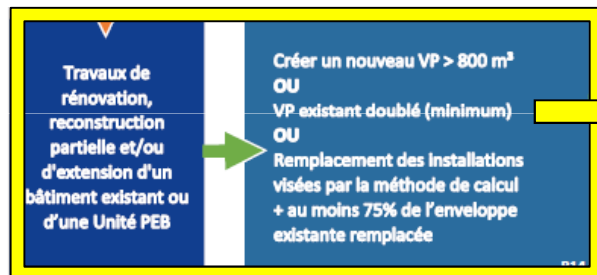 Travaux de
rénovation,
reconstruction
partielle et/ou
d'extension d'un
bâtiment existant ou
d'une Unité PEB
Créer un nouveau VP > 800 m³
OU
VP existant doublé (minimum)
OU
Remplacement des installations
visées par la méthode de calcul
+ au moins 75% de l'enveloppe
existante remplacée